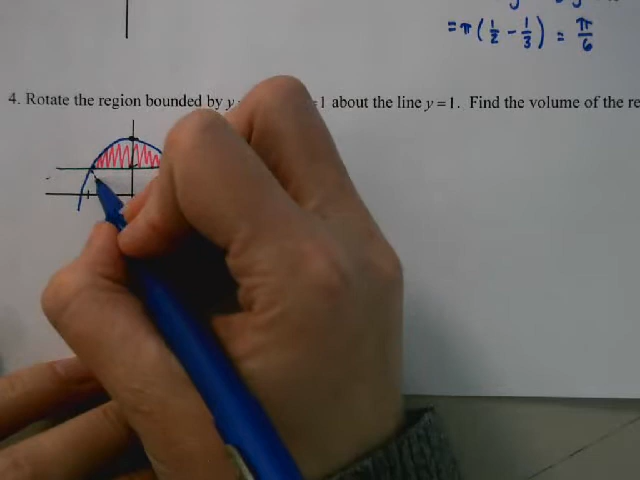 = π ( 1/2 − 1/3 ) = π/6
4. Rotate the region bounded by y =1 about the line y = 1. Find the volume of the re